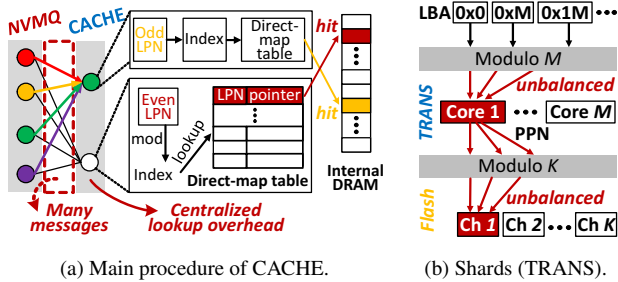 NVMQ
CACHE
Odd
LPN
Index
Direct-
map
table
hit
Even
LPN
mod
Index
lookup
LPN pointer
Direct-map table
hit
Internal
DRAM
Many
messages
Centralized
lookup overhead
(a) Main procedure of CACHE.
LBA 0x0 0xM 0x1M •••
Modulo M
unbalanced
TRANS
Core 1 ••• Core M
PPN
Modulo K
unbalanced
Flash
Ch 1 Ch 2 ••• Ch K
(b) Shards (TRANS).